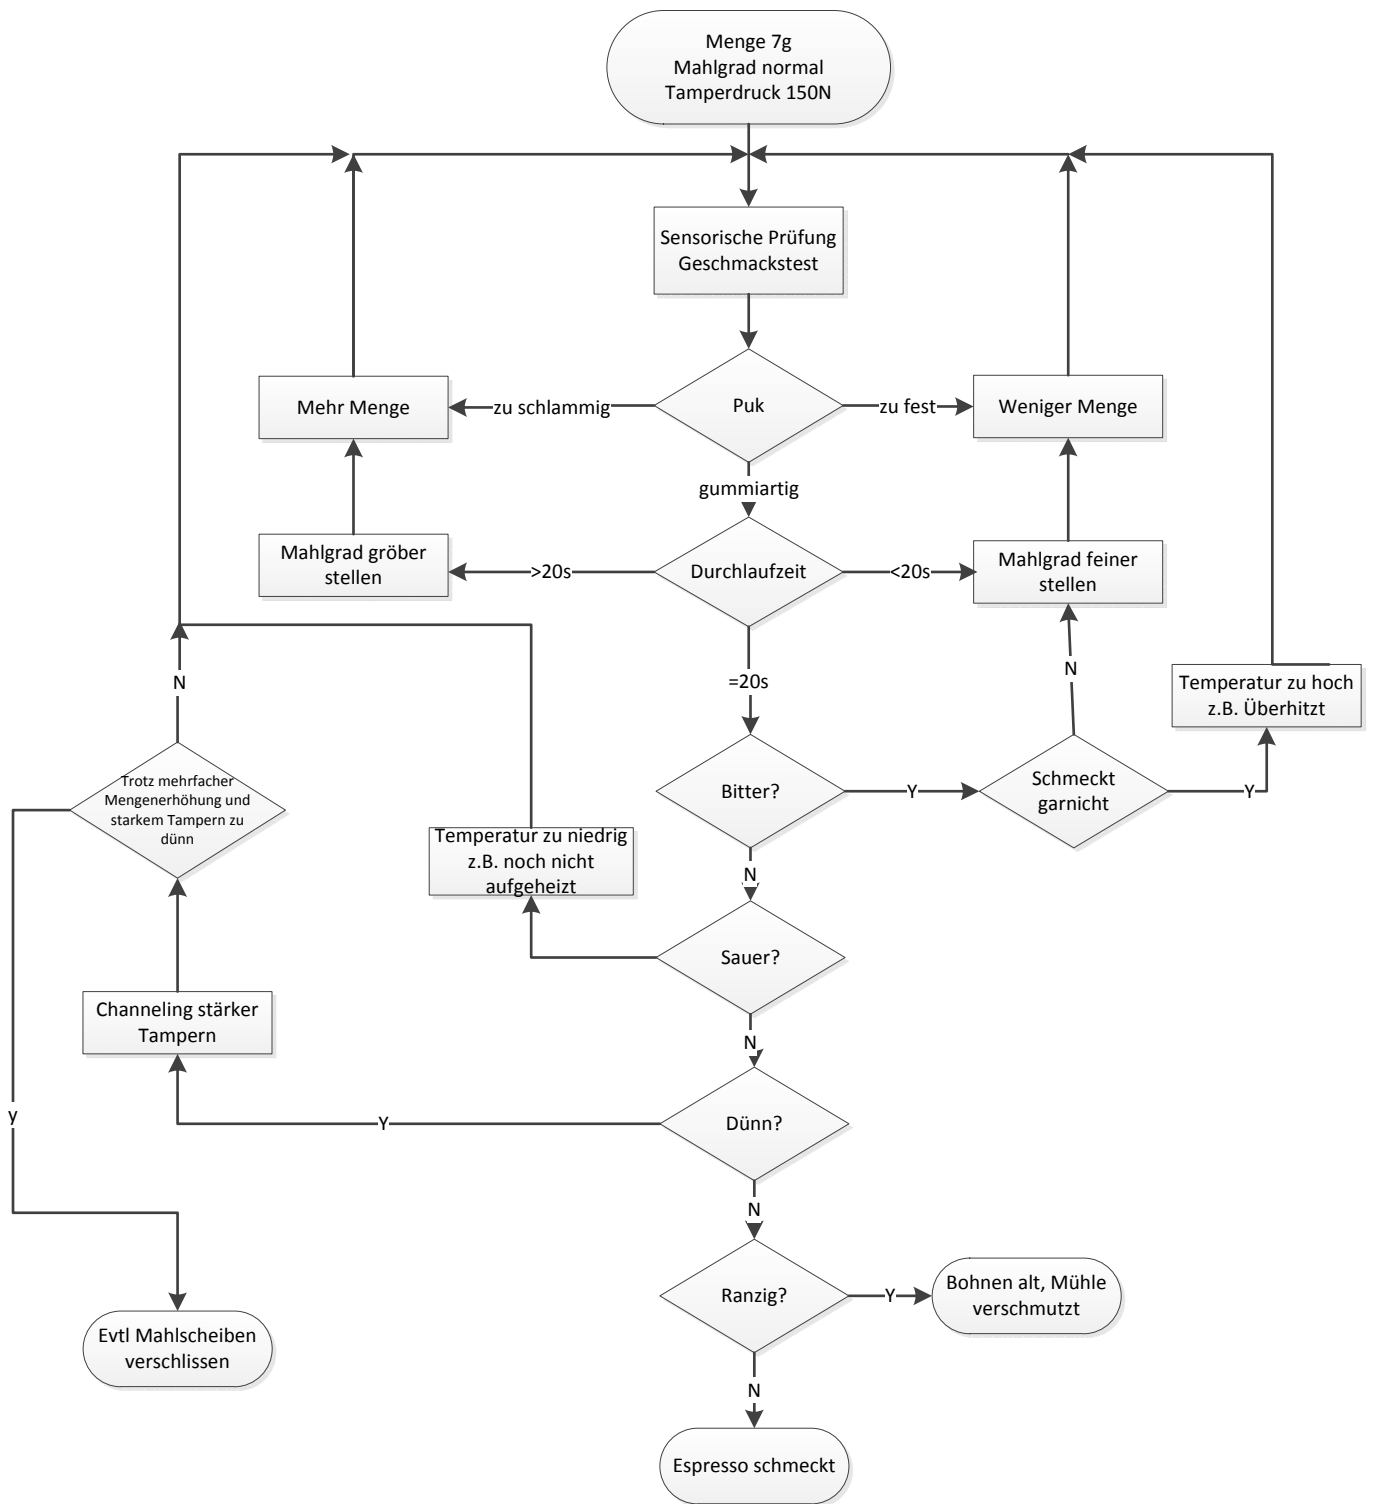 Menge 7g
Mahlgrad normal
Tamperdruck 150N
Sensorische Prüfung
Geschmackstest
Mehr Menge
zu schlammig
Puk
zu fest
Weniger Menge
gummiartig
Mahlgrad gröber
stellen
>20s
Durchlaufzeit
<20s
Mahlgrad feiner
stellen
N
N
=20s
Temperatur zu hoch
z.B. Überhitzt
Trotz mehrfacher
Mengenerhöhung und
starkem Tampern zu
dünn
Bitter?
Y
Schmeckt
garnicht
Y
Temperatur zu niedrig
z.B. noch nicht
aufgeheizt
N
Sauer?
Channeling stärker
Tampern
N
y
Y
Dünn?
N
Ranzig?
Y
Bohnen alt, Mühle
verschmutzt
Evtl Mahlscheiben
verschlissen
N
Espresso schmeckt